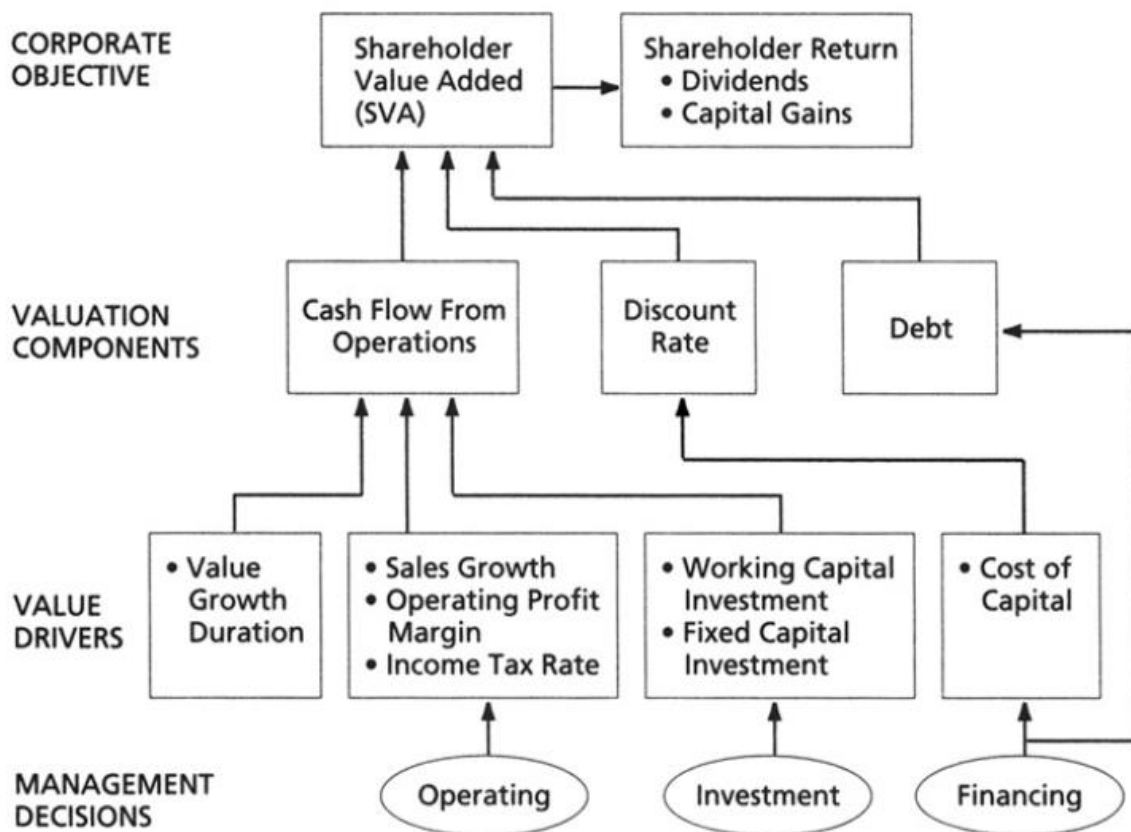 CORPORATE
OBJECTIVE
Shareholder
Value Added
(SVA)
Shareholder Return
• Dividends
• Capital Gains
VALUATION
COMPONENTS
Cash Flow From
Operations
Discount
Rate
Debt
VALUE
DRIVERS
• Value
Growth
Duration
• Sales Growth
• Operating Profit
Margin
• Income Tax Rate
• Working Capital
Investment
• Fixed Capital
Investment
• Cost of
Capital
MANAGEMENT
DECISIONS
Operating
Investment
Financing